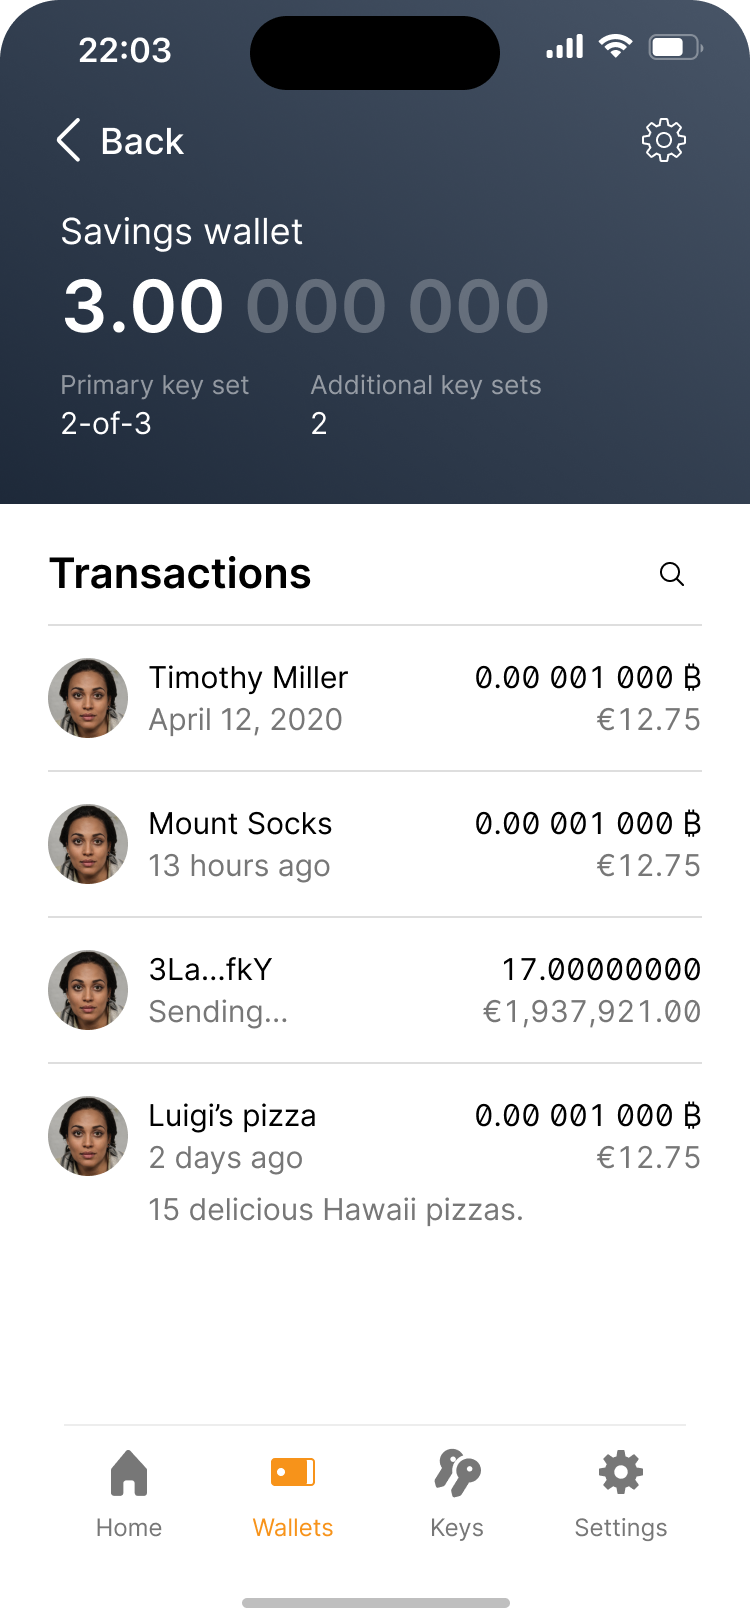 22:03
Back
Savings wallet
3.00 000 000
Primary key set
Additional key sets
2-of-3
2
Transactions
Timothy Miller
0.00 001 000 ₿
April 12, 2020
€12.75
Mount Socks
0.00 001 000 ₿
13 hours ago
€12.75
3La...fkY
17.00000000
Sending...
€1,937,921.00
Luigi’s pizza
0.00 001 000 ₿
2 days ago
€12.75
15 delicious Hawaii pizzas.
Home
Wallets
Keys
Settings